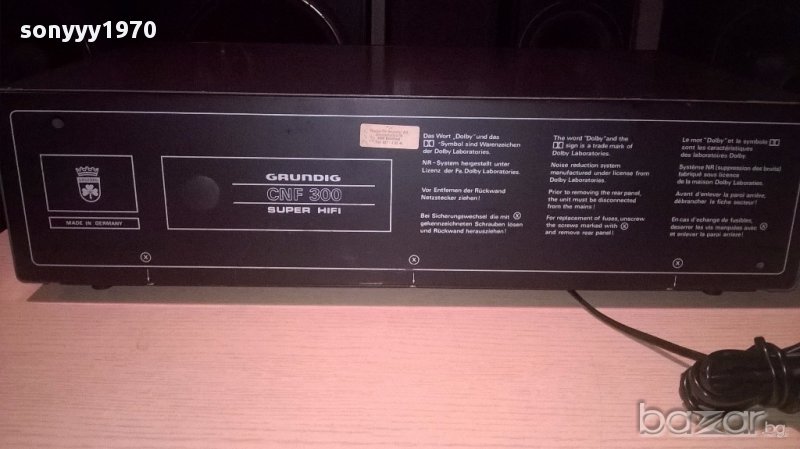 sonyyy1970
MADE IN GERMANY
GRUNDIG
CNF 300
SUPER HIFI
Das Wort „Dolby" und das
-Symbol sind Warenzeichen
der Dolby Laboratories.
NR-System hergestellt unter
Lizenz der Fa. Dolby Laboratories.
Vor Entfernen der Rückwand
Netzstecker ziehen!
Bei Sicherungswechsel die mit ⓧ
gekennzeichneten Schrauben lösen
und Rückwand herausziehen!
The word "Dolby" and the
sign is a trade mark of
Dolby Laboratories.
Noise reduction system
manufactured under license from
Dolby Laboratories.
Prior to removing the rear panel,
the unit must be disconnected
from the mains!
For replacement of fuses, unscrew
the screws marked with ⓧ
and remove rear panel!
Le mot "Dolby" et le symbole
sont les caractéristiques
des laboratoires Dolby.
Système NR (suppression des bruits)
fabriqué sous licence
de la maison Dolby Laboratories.
Avant d'enlever la paroi arrière,
débrancher la fiche secteur!
En cas d'echange de fusibles,
desserrer les vis marquées avec ⓧ
et enlever la paroi arrière!
ⓧ
ⓧ
ⓧ
bazar.bg